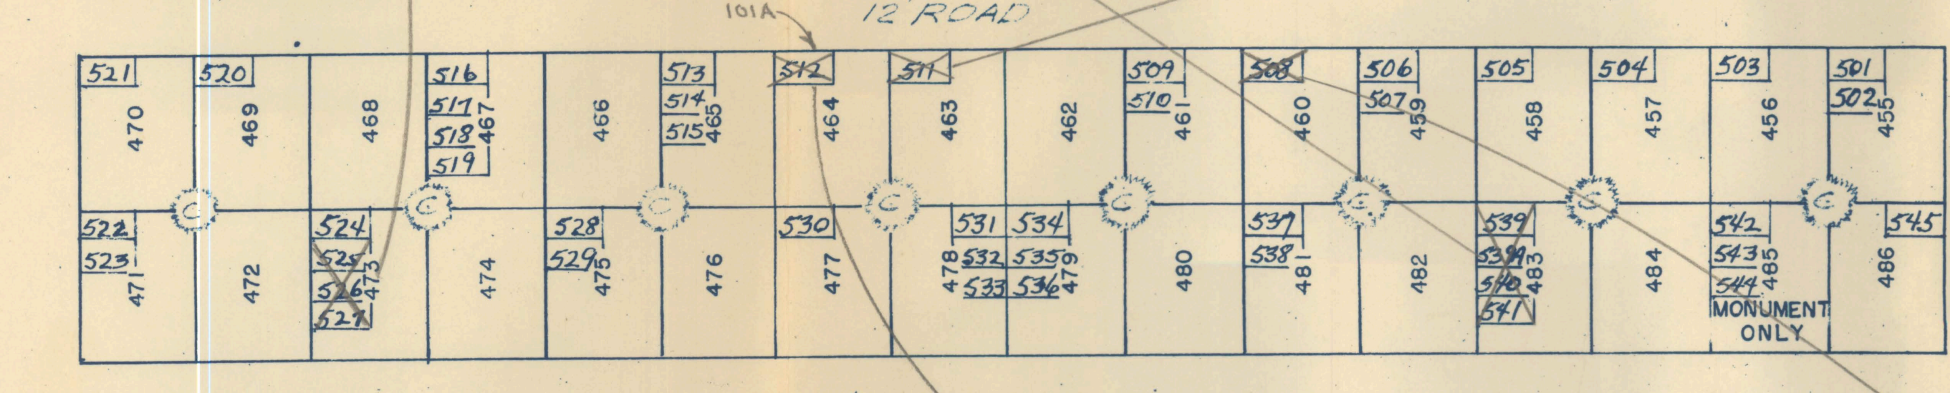 101A
12 ROAD
521 520 516 513 512 511 509 508 506 505 504 503 501
517 514 510 507 502
518 515
519
470 469 468 467 466 465 464 463 462 461 460 459 458 457 456 455
C C C C C C C C
522 524 528 530 531 534 537 539 542 545
523 525 529 532 535 538 539A 543
526 533 536 540 544
527 541
471 472 473 474 475 476 477 478 479 480 481 482 483 484 485 486
MONUMENT
ONLY